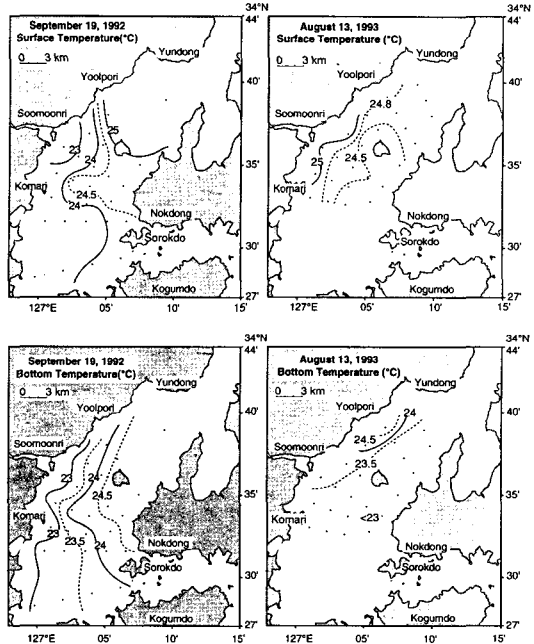 34°N
September 19, 1992
Surface Temperature(°C)
0 3 km
Yundong
Yoolpori
Soomoonri
Komari
Nokdong
Sorokdo
Kogumdo
25
23
24
24.5
24
40'
35'
30'
27'
127°E
05'
10'
15'
34°N
August 13, 1993
Surface Temperature (°C)
0 3 km
Yundong
Yoolpori
Soomoonri
Komari
Nokdong
Sorokdo
Kogumdo
24.8
24.5
25
40'
35'
30'
27'
127°E
05'
10'
15'
34°N
September 19, 1992
Bottom Temperature(°C)
0 3 km
Yundong
Yoolpori
Soomoonri
Komari
Nokdong
Sorokdo
Kogumdo
23
24
24.5
23
23.5
24
40'
35'
30'
27'
127°E
05'
10'
15'
34°N
August 13, 1993
Bottom Temperature (°C)
0 3 km
Yundong
Yoolpori
Soomoonri
Komari
Nokdong
Sorokdo
Kogumdo
24
24.5
23.5
<23
40'
35'
30'
27'
127°E
05'
10'
15'